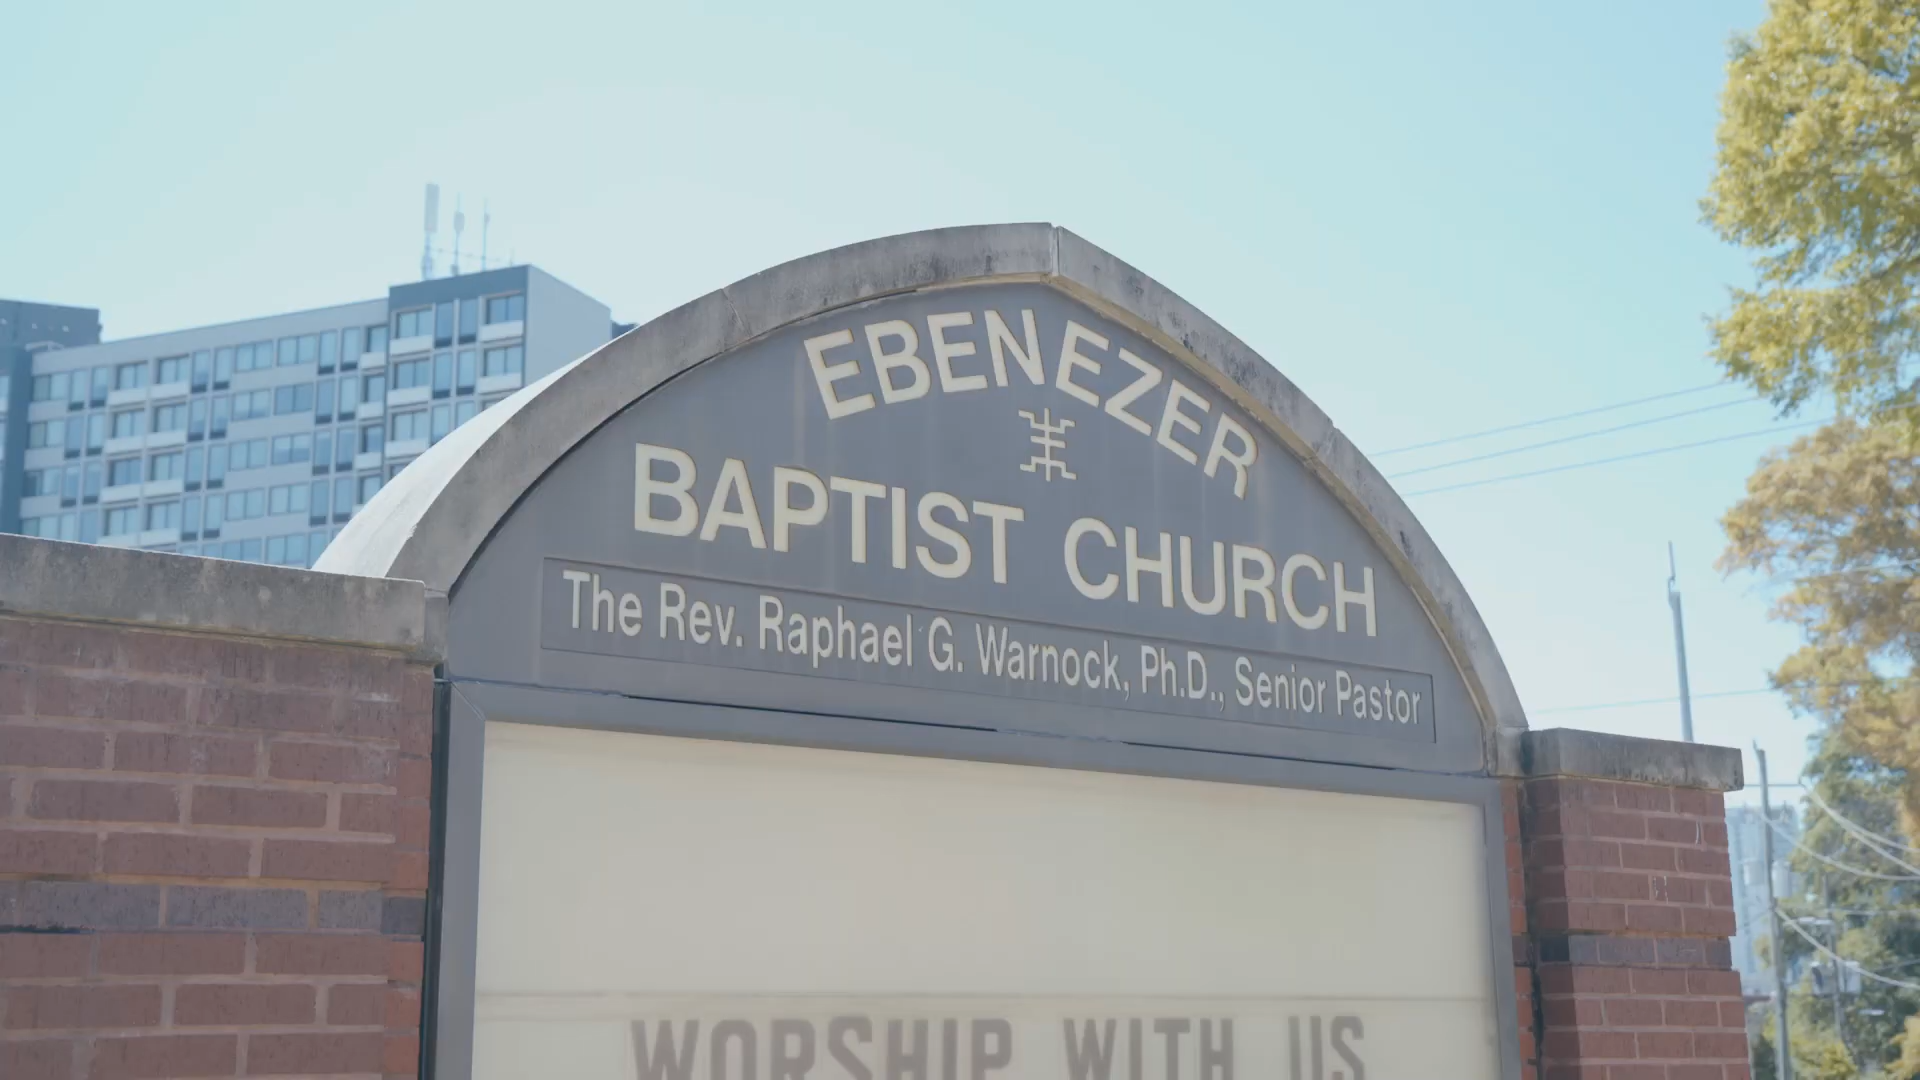 EBENEZER
BAPTIST CHURCH
The Rev. Raphael G. Warnock, Ph.D., Senior Pastor
WORSHIP WITH US